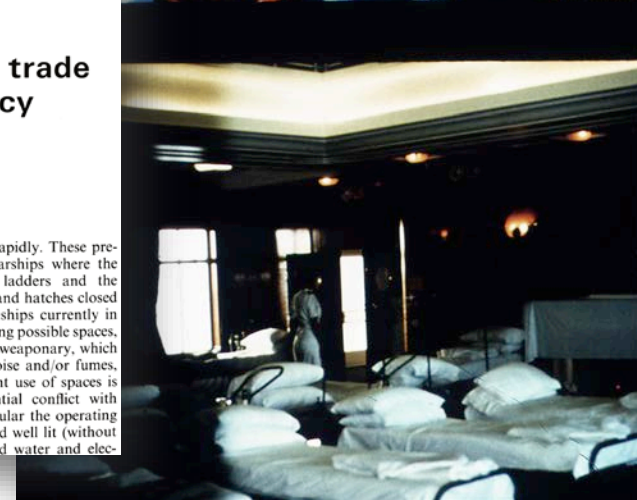 trade
cy
apidly. These pre-
arships where the
ladders and the
and hatches closed
ships currently in
ng possible spaces,
weaponary, which
oise and/or fumes,
nt use of spaces is
tial conflict with
ular the operating
d well lit (without
d water and elec-